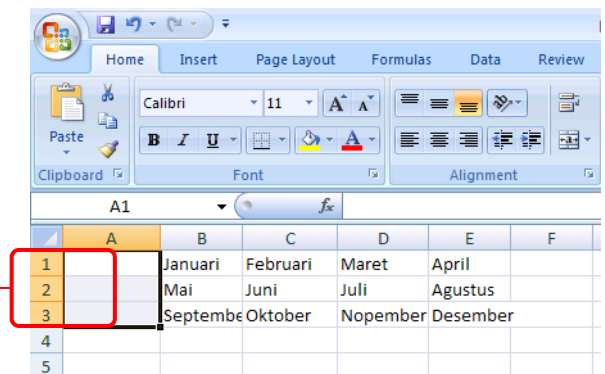 Home Insert Page Layout Formulas Data Review
Calibri 11 A A
Paste B I U A
Clipboard Font Alignment
A1 fx
A B C D E F
1 Januari Februari Maret April
2 Mai Juni Juli Agustus
3 Septembe Oktober Nopember Desember
4
5